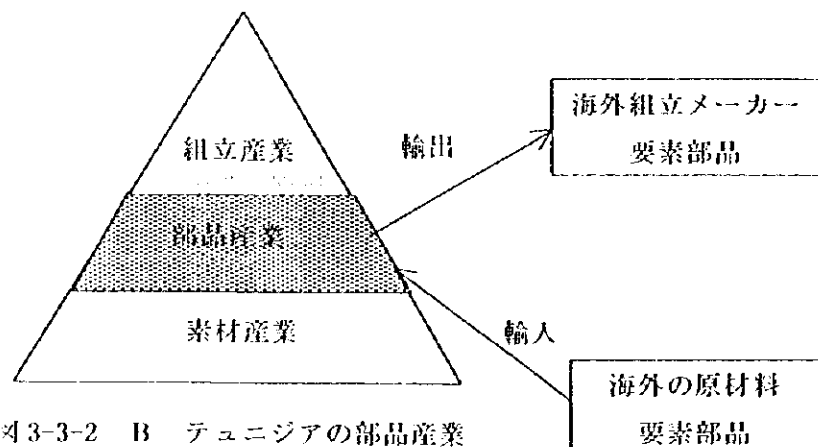 組立産業
輸出
海外組立メーカー
要素部品
部品産業
素材産業
輸入
海外の原材料
要素部品
図3-3-2 B テュニジアの部品産業